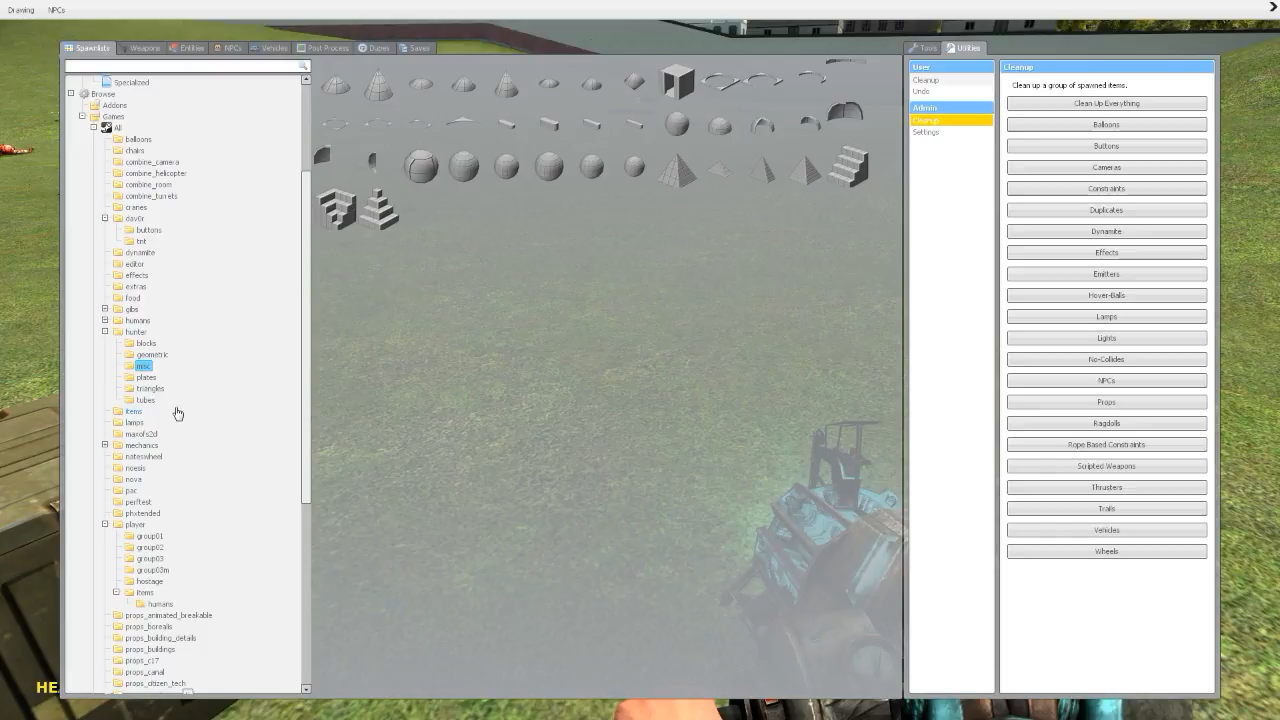 Drawing NPCs
Spawnlists Weapons Entities NPCs Vehicles Post Process Dupes Saves
Tools Utilities
Specialized
Browse
Addons
Games
All
balloons
chairs
combine_camera
combine_helicopter
combine_room
combine_turrets
cranes
dav0r
buttons
tnt
dynamite
editor
effects
extras
food
gibs
humans
hunter
blocks
geometric
misc
plates
triangles
tubes
items
lamps
maxofs2d
mechanics
nateswheel
noesis
nova
pac
perftest
phxtended
player
group01
group02
group03
group03m
hostage
items
humans
props_animated_breakable
props_borealis
props_building_details
props_buildings
props_c17
props_canal
props_citizen_tech
HE
User
Cleanup
Undo
Admin
Cleanup
Settings
Cleanup
Clean up a group of spawned items.
Clean Up Everything
Balloons
Buttons
Cameras
Constraints
Duplicates
Dynamite
Effects
Emitters
Hover-Balls
Lamps
Lights
No-Collides
NPCs
Props
Ragdolls
Rope Based Constraints
Scripted Weapons
Thrusters
Trails
Vehicles
Wheels